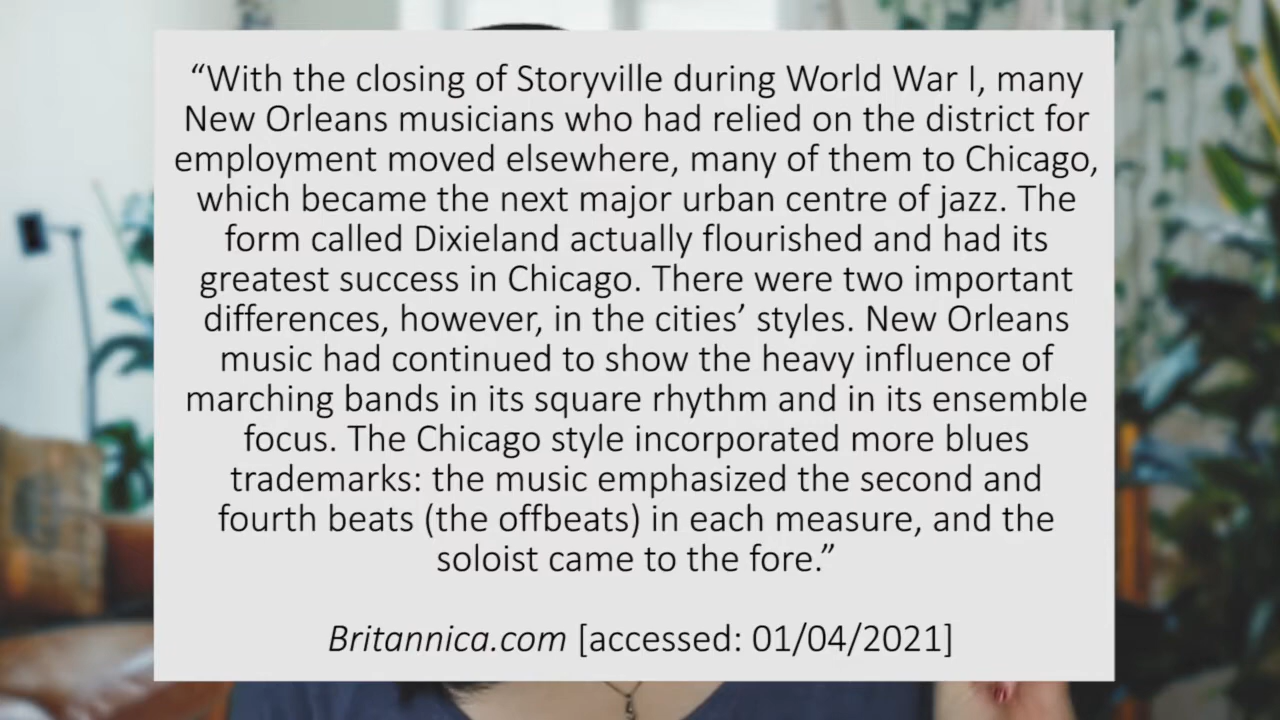 “With the closing of Storyville during World War I, many
New Orleans musicians who had relied on the district for
employment moved elsewhere, many of them to Chicago,
which became the next major urban centre of jazz. The
form called Dixieland actually flourished and had its
greatest success in Chicago. There were two important
differences, however, in the cities’ styles. New Orleans
music had continued to show the heavy influence of
marching bands in its square rhythm and in its ensemble
focus. The Chicago style incorporated more blues
trademarks: the music emphasized the second and
fourth beats (the offbeats) in each measure, and the
soloist came to the fore.”
Britannica.com [accessed: 01/04/2021]